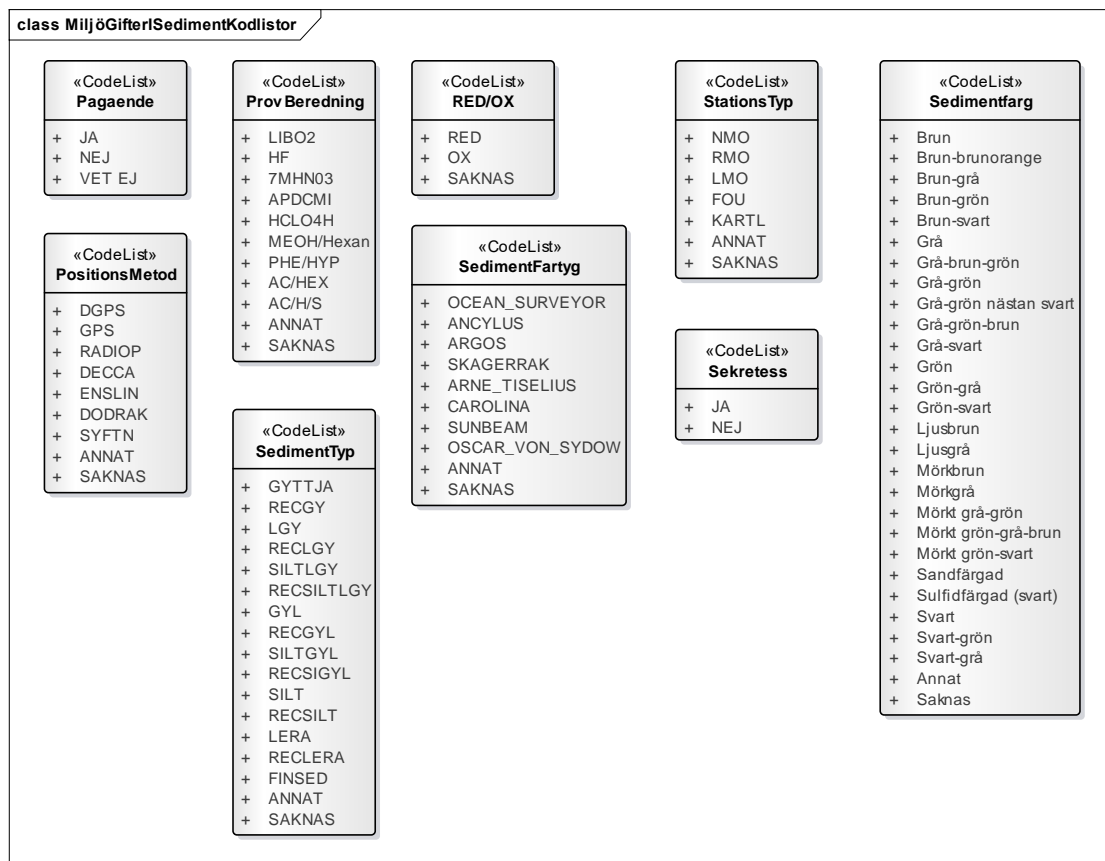 class MiljöGifterISedimentKodlistor
«CodeList»
Pagaende
+ JA
+ NEJ
+ VET EJ
«CodeList»
PositionsMetod
+ DGPS
+ GPS
+ RADIOP
+ DECCA
+ ENSLIN
+ DODRAK
+ SYFTN
+ ANNAT
+ SAKNAS
«CodeList»
ProvBeredning
+ LIBO2
+ HF
+ 7MHN03
+ APDCMI
+ HCLO4H
+ MEOH/Hexan
+ PHE/HYP
+ AC/HEX
+ AC/H/S
+ ANNAT
+ SAKNAS
«CodeList»
SedimentTyp
+ GYTTJA
+ RECGY
+ LGY
+ RECLGY
+ SILTLGY
+ RECSILTLGY
+ GYL
+ RECGYL
+ SILTGYL
+ RECSIGYL
+ SILT
+ RECSILT
+ LERA
+ RECLERA
+ FINSED
+ ANNAT
+ SAKNAS
«CodeList»
RED/OX
+ RED
+ OX
+ SAKNAS
«CodeList»
SedimentFartyg
+ OCEAN_SURVEYOR
+ ANCYLUS
+ ARGOS
+ SKAGERRAK
+ ARNE_TISELIUS
+ CAROLINA
+ SUNBEAM
+ OSCAR_VON_SYDOW
+ ANNAT
+ SAKNAS
«CodeList»
StationsTyp
+ NMO
+ RMO
+ LMO
+ FOU
+ KARTL
+ ANNAT
+ SAKNAS
«CodeList»
Sekretess
+ JA
+ NEJ
«CodeList»
Sedimentfarg
+ Brun
+ Brun-brunorange
+ Brun-grå
+ Brun-grön
+ Brun-svart
+ Grå
+ Grå-brun-grön
+ Grå-grön
+ Grå-grön nästan svart
+ Grå-grön-brun
+ Grå-svart
+ Grön
+ Grön-grå
+ Grön-svart
+ Ljusbrun
+ Ljusgrå
+ Mörkbrun
+ Mörkgrå
+ Mörkt grå-grön
+ Mörkt grön-grå-brun
+ Mörkt grön-svart
+ Sandfärgad
+ Sulfidfärgad (svart)
+ Svart
+ Svart-grön
+ Svart-grå
+ Annat
+ Saknas